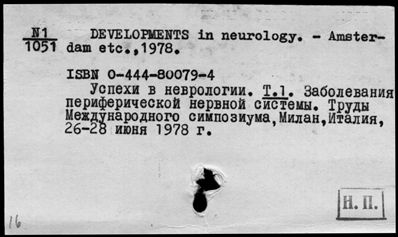 N1
1051
DEVELOPMENTS in neurology. - Amster-
dam etc.,1978.
ISBN 0-444-80079-4
Успехи в неврологии. Т.1. Заболевания
периферической нервной системы. Труды
Международного симпозиума,Милан,Италия,
26-28 июня 1978 г.
16
Н. П.